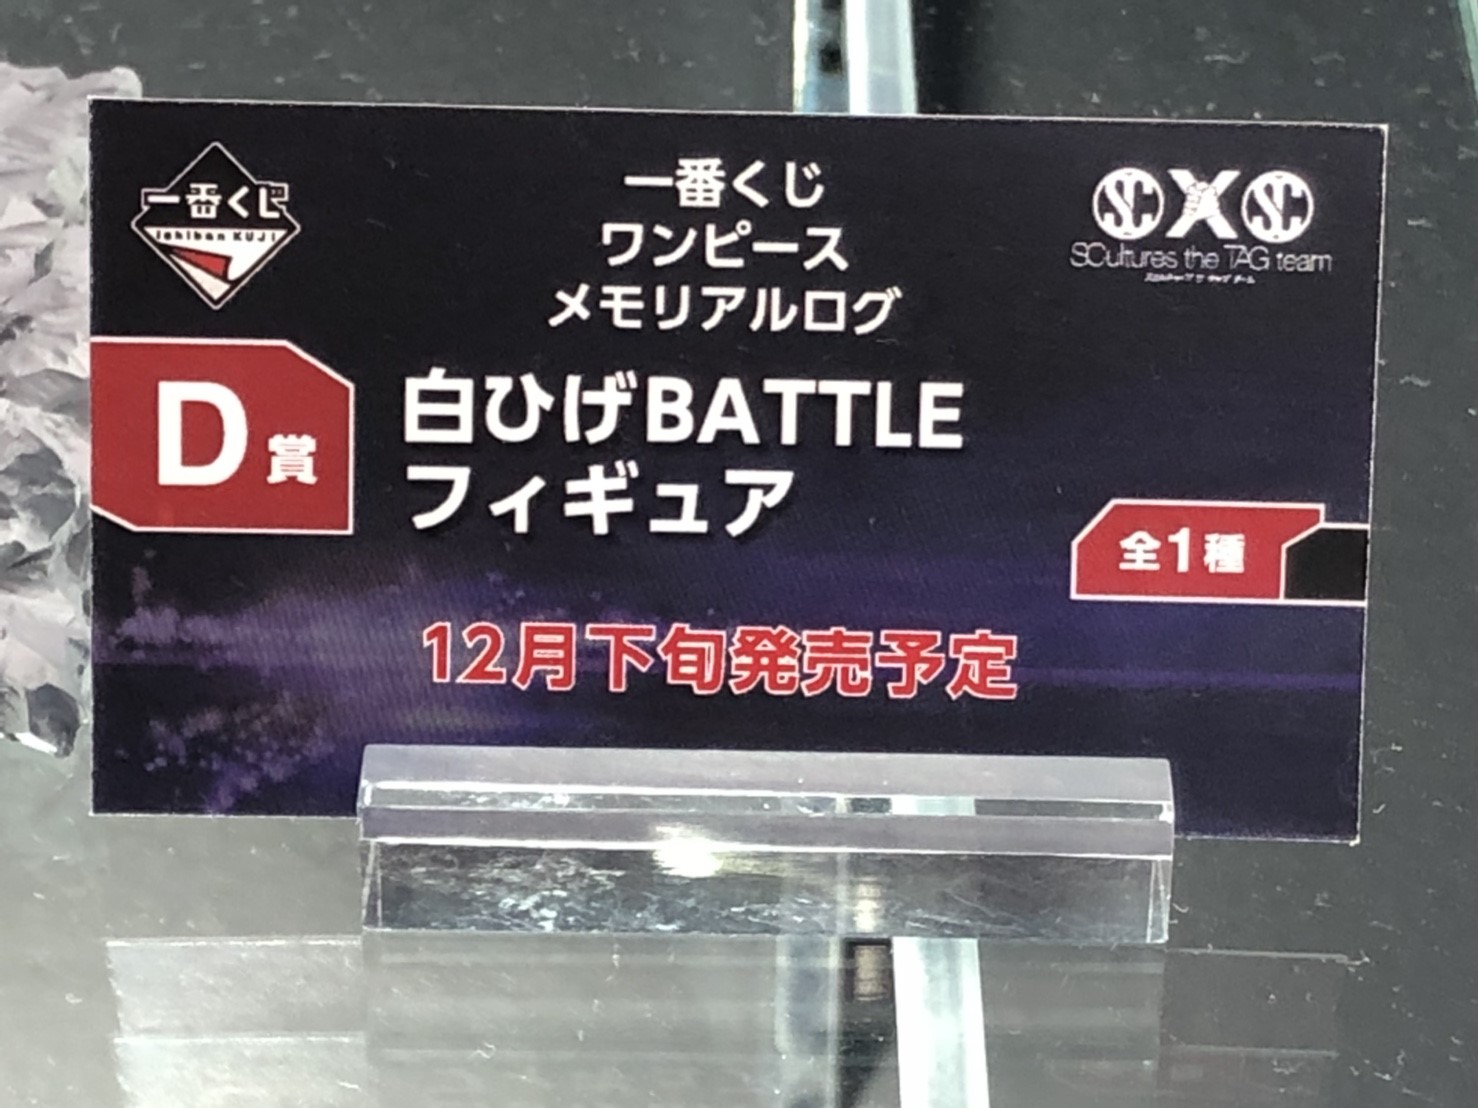 一番くじ
Ichiban KUJI
一番くじ
ワンピース
メモリアルログ
SC X SC
SCultures the TAG team
D賞
白ひげBATTLE
フィギュア
全1種
12月下旬発売予定